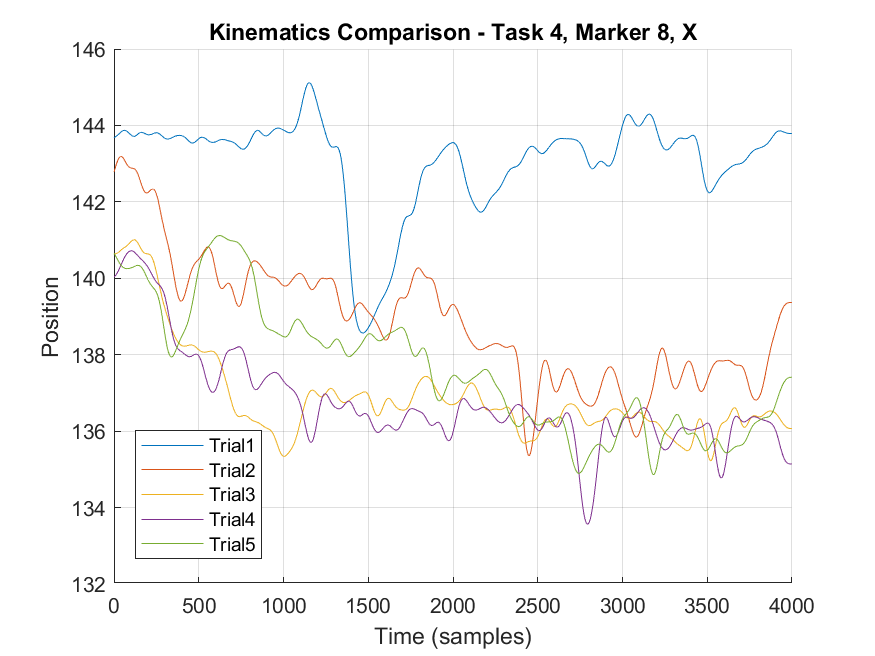 Kinematics Comparison - Task 4, Marker 8, X
146
144
142
140
138
136
134
132
Position
Trial1
Trial2
Trial3
Trial4
Trial5
0 500 1000 1500 2000 2500 3000 3500 4000
Time (samples)